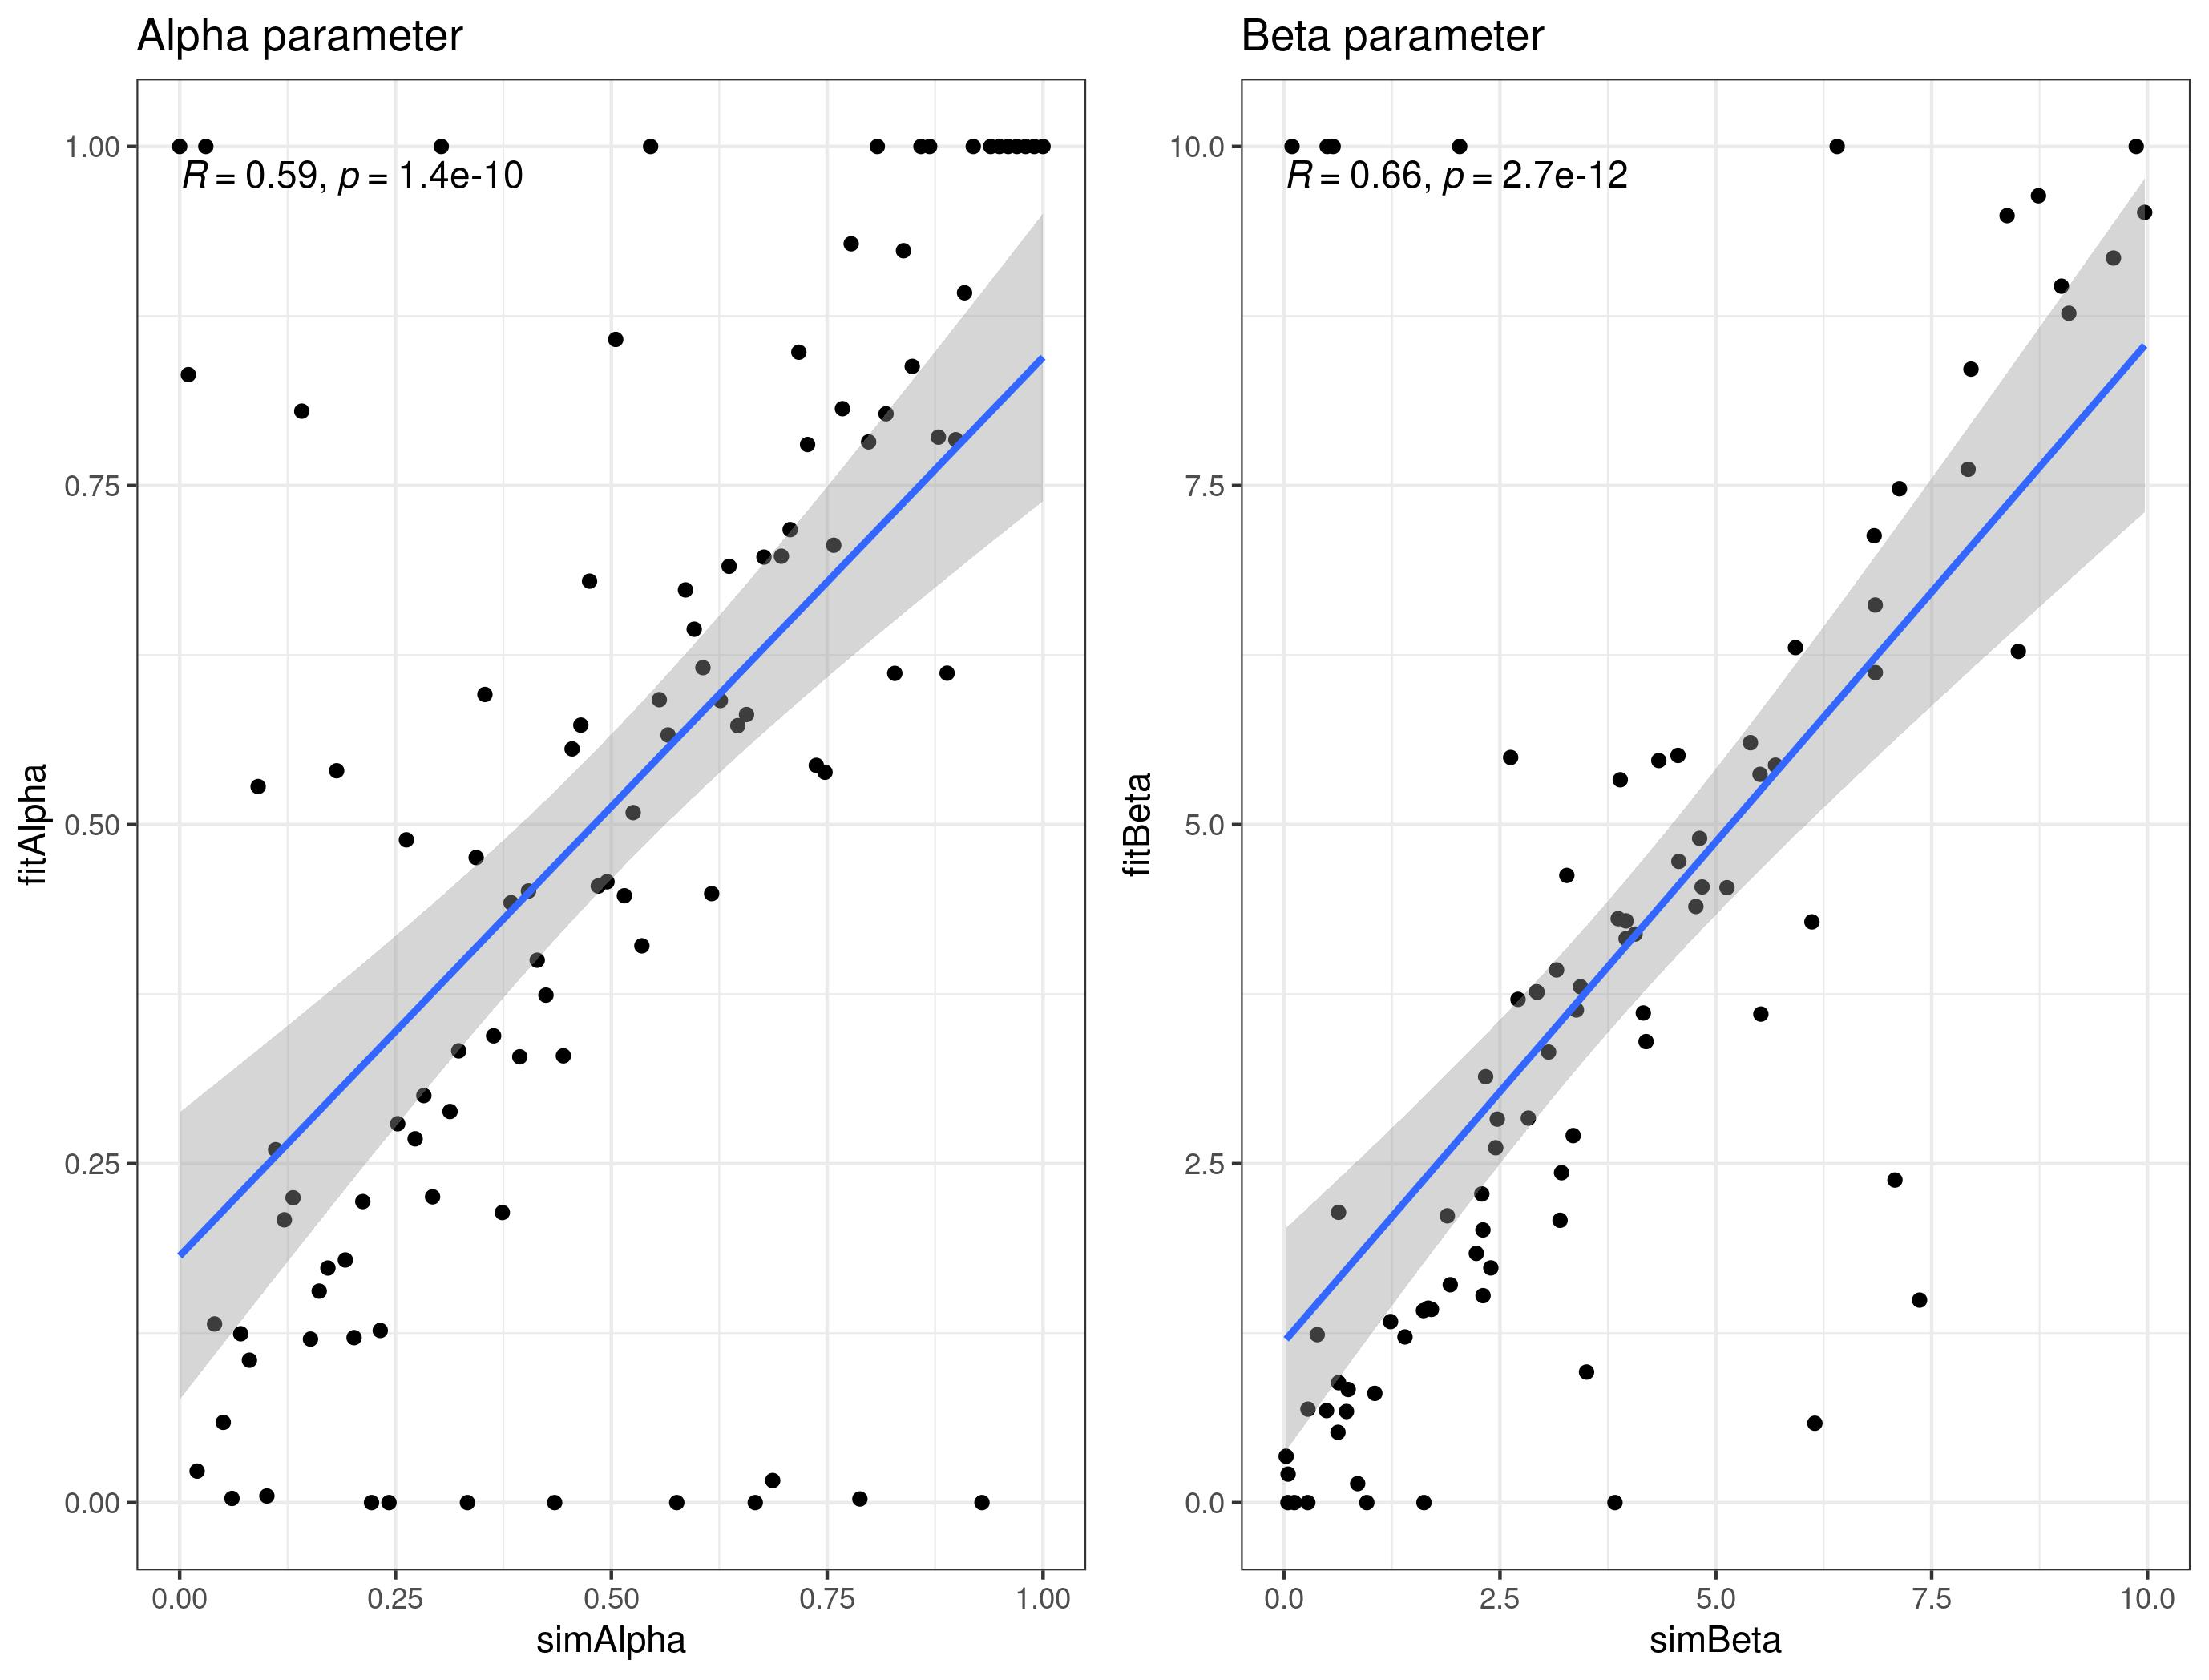 Alpha parameter
R = 0.59, p = 1.4e-10
1.00
0.75
0.50
0.25
0.00
fitAlpha
0.00 0.25 0.50 0.75 1.00
simAlpha
Beta parameter
R = 0.66, p = 2.7e-12
10.0
7.5
5.0
2.5
0.0
fitBeta
0.0 2.5 5.0 7.5 10.0
simBeta